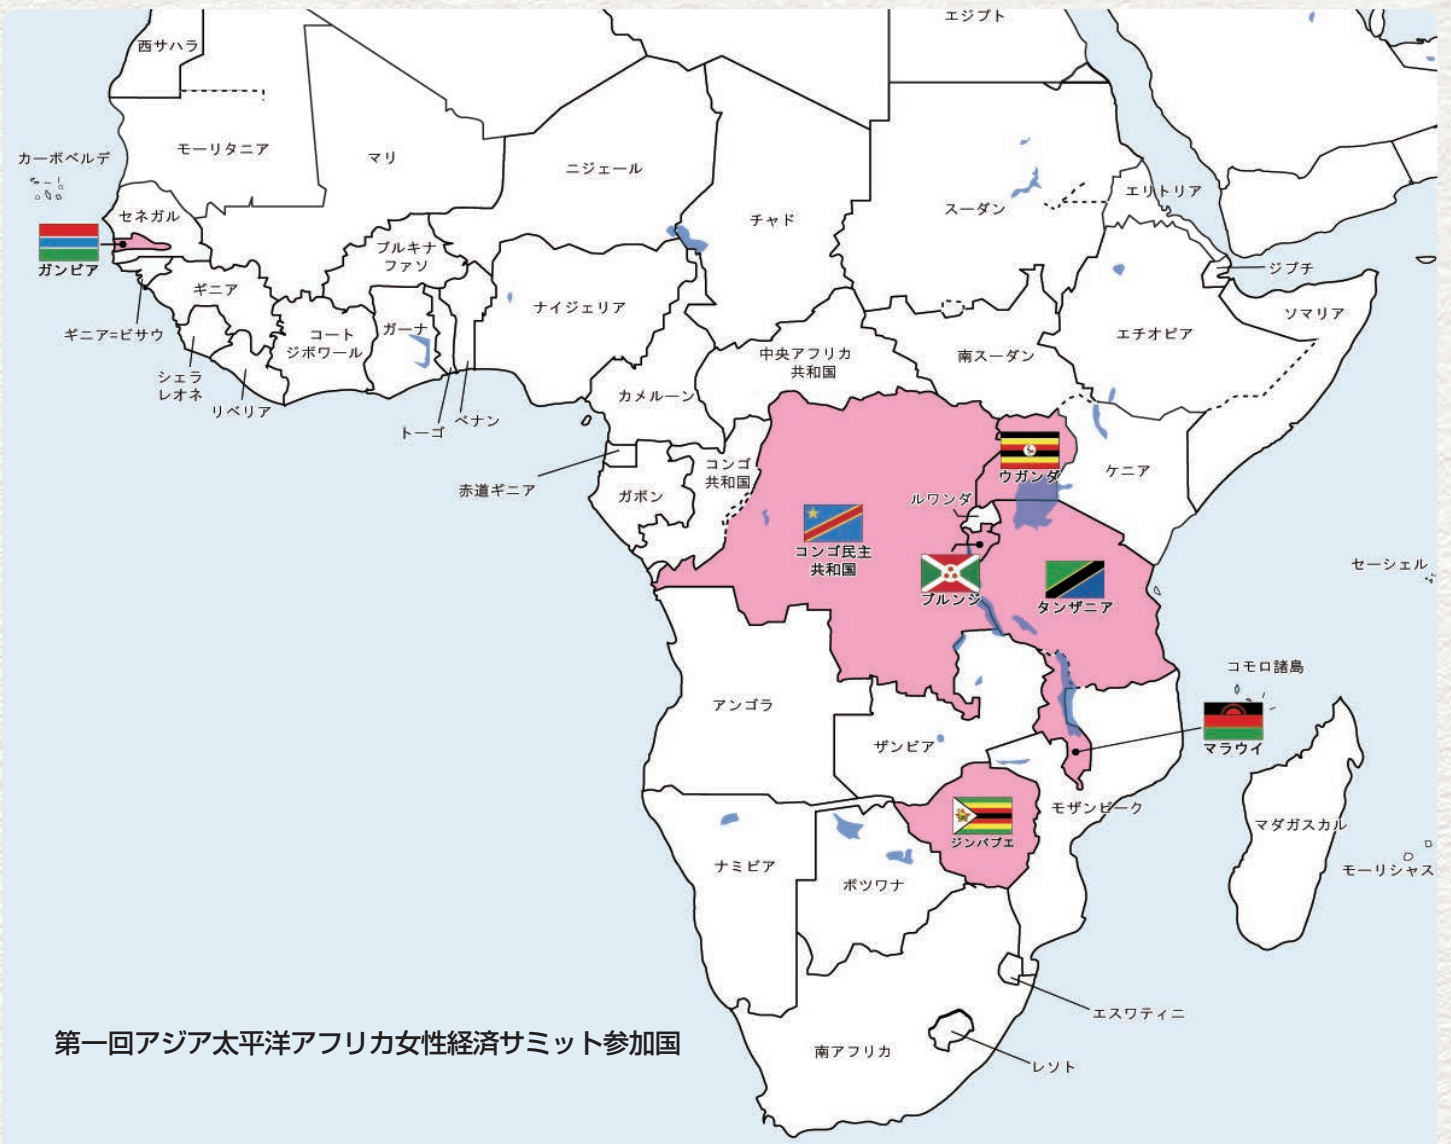 エジプト
西サハラ
モーリタニア
マリ
ニジェール
カーボベルデ
チャド
スーダン
エリトリア
セネガル
ガンビア
ブルキナ
ファソ
ジブチ
ギニア
ナイジェリア
ソマリア
ギニア=ビサウ
コート
ジボワール
ガーナ
エチオピア
中央アフリカ
共和国
南スーダン
シェラ
レオネ
リベリア
カメルーン
トーゴ
ベナン
コンゴ
共和国
ケニア
ウガンダ
赤道ギニア
ガボン
ルワンダ
コンゴ民主
共和国
ブルンジ
タンザニア
セーシェル
コモロ諸島
アンゴラ
ザンビア
マラウイ
モザンビーク
マダガスカル
ジンバブエ
ナミビア
ボツワナ
モーリシャス
エスワティニ
第一回アジア太平洋アフリカ女性経済サミット参加国
南アフリカ
レソト